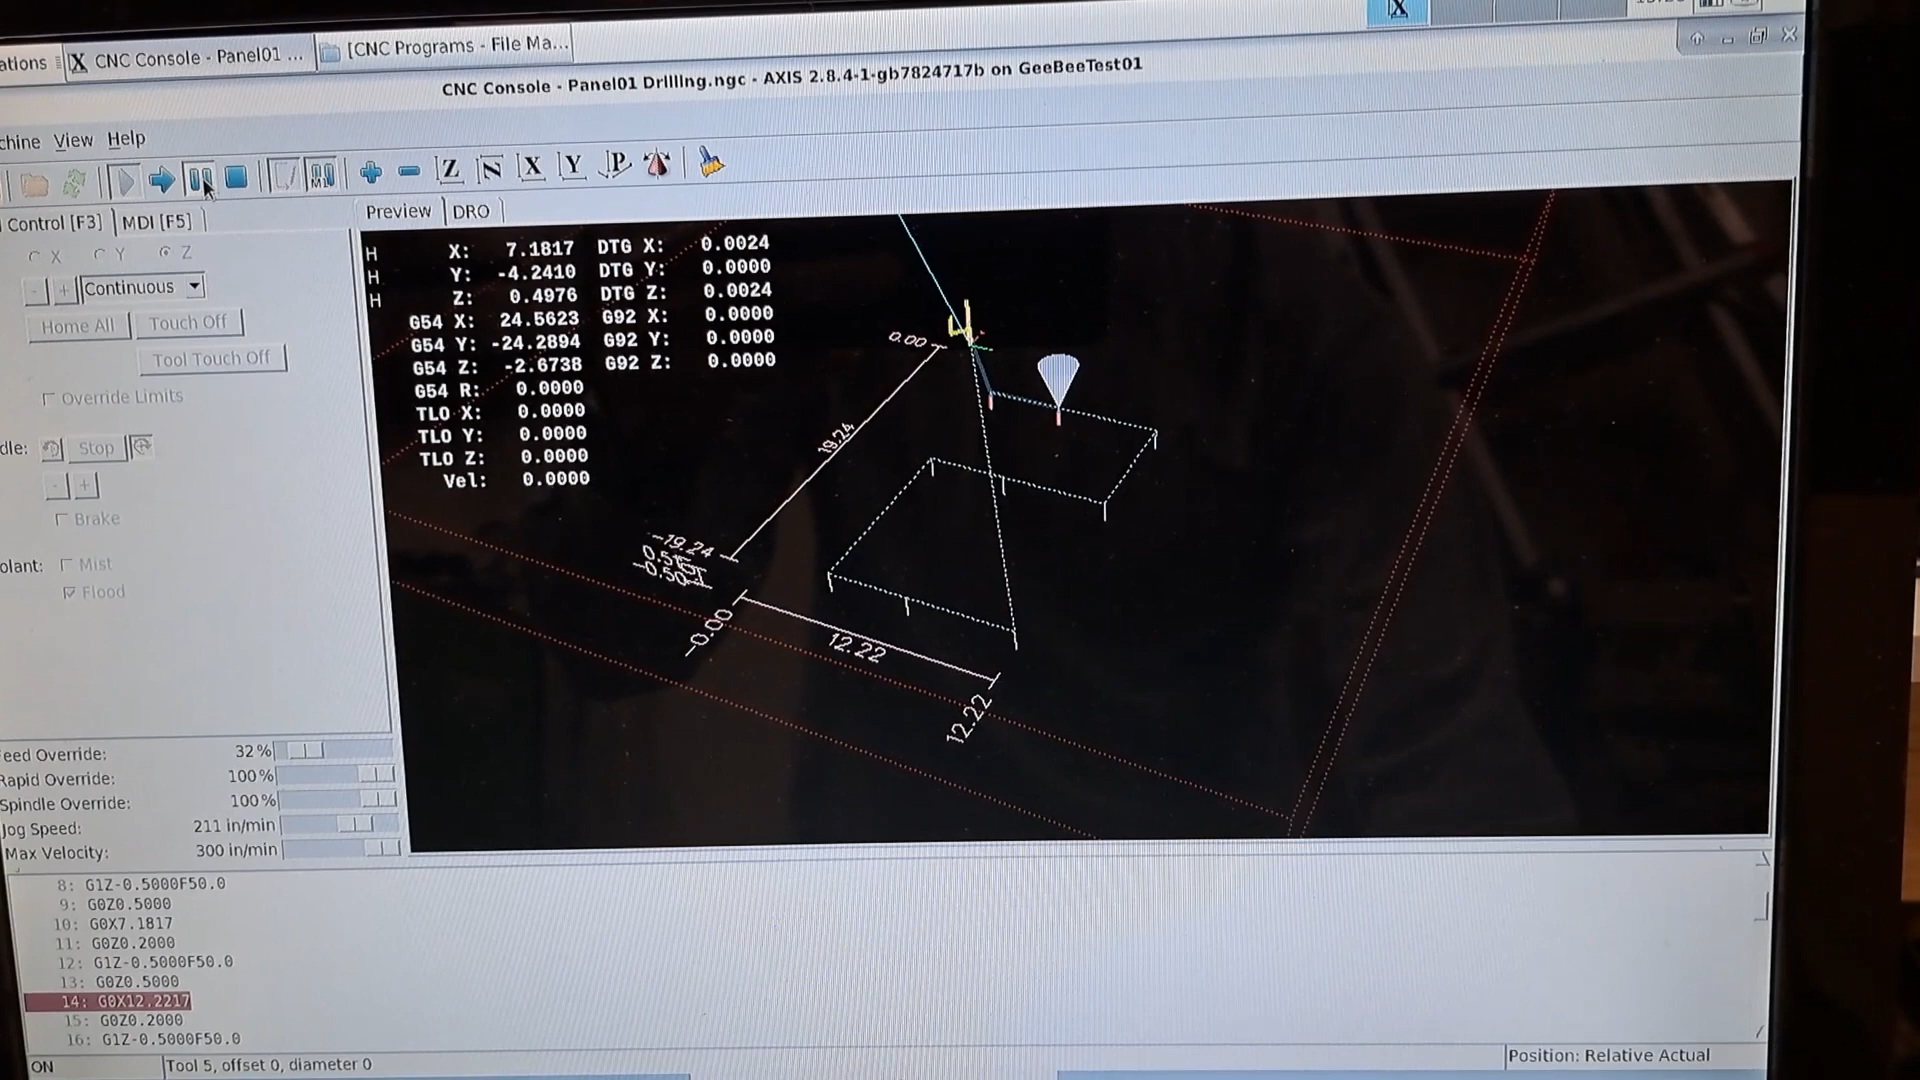 ations
CNC Console - Panel01 ...
[CNC Programs - File Ma...
CNC Console - Panel01 Drilling.ngc - AXIS 2.8.4-1-gb7824717b on GeeBeeTest01
chine View Help
Z N X Y P
Control [F3] MDI [F5]
Preview DRO
X Y Z
- + Continuous
Home All Touch Off
Tool Touch Off
Override Limits
dle: Stop
- +
Brake
olant: Mist
Flood
H X: 7.1817 DTG X: 0.0024
H Y: -4.2410 DTG Y: 0.0000
H Z: 0.4976 DTG Z: 0.0024
G54 X: 24.5623 G92 X: 0.0000
G54 Y: -24.2894 G92 Y: 0.0000
G54 Z: -2.6738 G92 Z: 0.0000
G54 R: 0.0000
TLO X: 0.0000
TLO Y: 0.0000
TLO Z: 0.0000
Vel: 0.0000
0.00
19.24
-19.24
-0.50
-0.00
12.22
12.22
eed Override: 32%
Rapid Override: 100%
Spindle Override: 100%
Jog Speed: 211 in/min
Max Velocity: 300 in/min
8: G1Z-0.5000F50.0
9: G0Z0.5000
10: G0X7.1817
11: G0Z0.2000
12: G1Z-0.5000F50.0
13: G0Z0.5000
14: G0X12.2217
15: G0Z0.2000
16: G1Z-0.5000F50.0
ON
Tool 5, offset 0, diameter 0
Position: Relative Actual